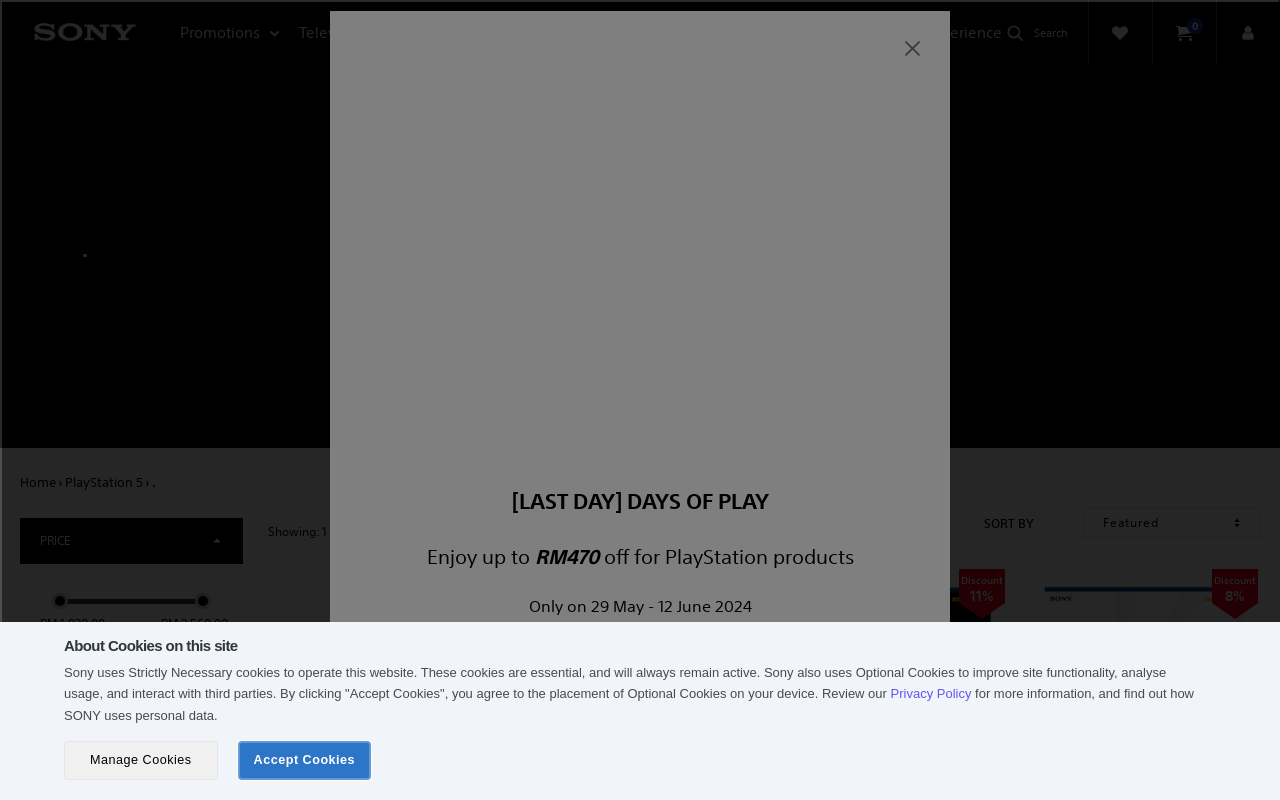 SONY
Promotions
erience
Search
0
[LAST DAY] DAYS OF PLAY
Enjoy up to RM470 off for PlayStation products
Only on 29 May - 12 June 2024
Home › PlayStation 5 › .
PRICE
Showing: 1
SORT BY
Featured
Discount
11%
Discount
8%
SONY
About Cookies on this site
Sony uses Strictly Necessary cookies to operate this website. These cookies are essential, and will always remain active. Sony also uses Optional Cookies to improve site functionality, analyse
usage, and interact with third parties. By clicking "Accept Cookies", you agree to the placement of Optional Cookies on your device. Review our Privacy Policy for more information, and find out how
SONY uses personal data.
Manage Cookies
Accept Cookies